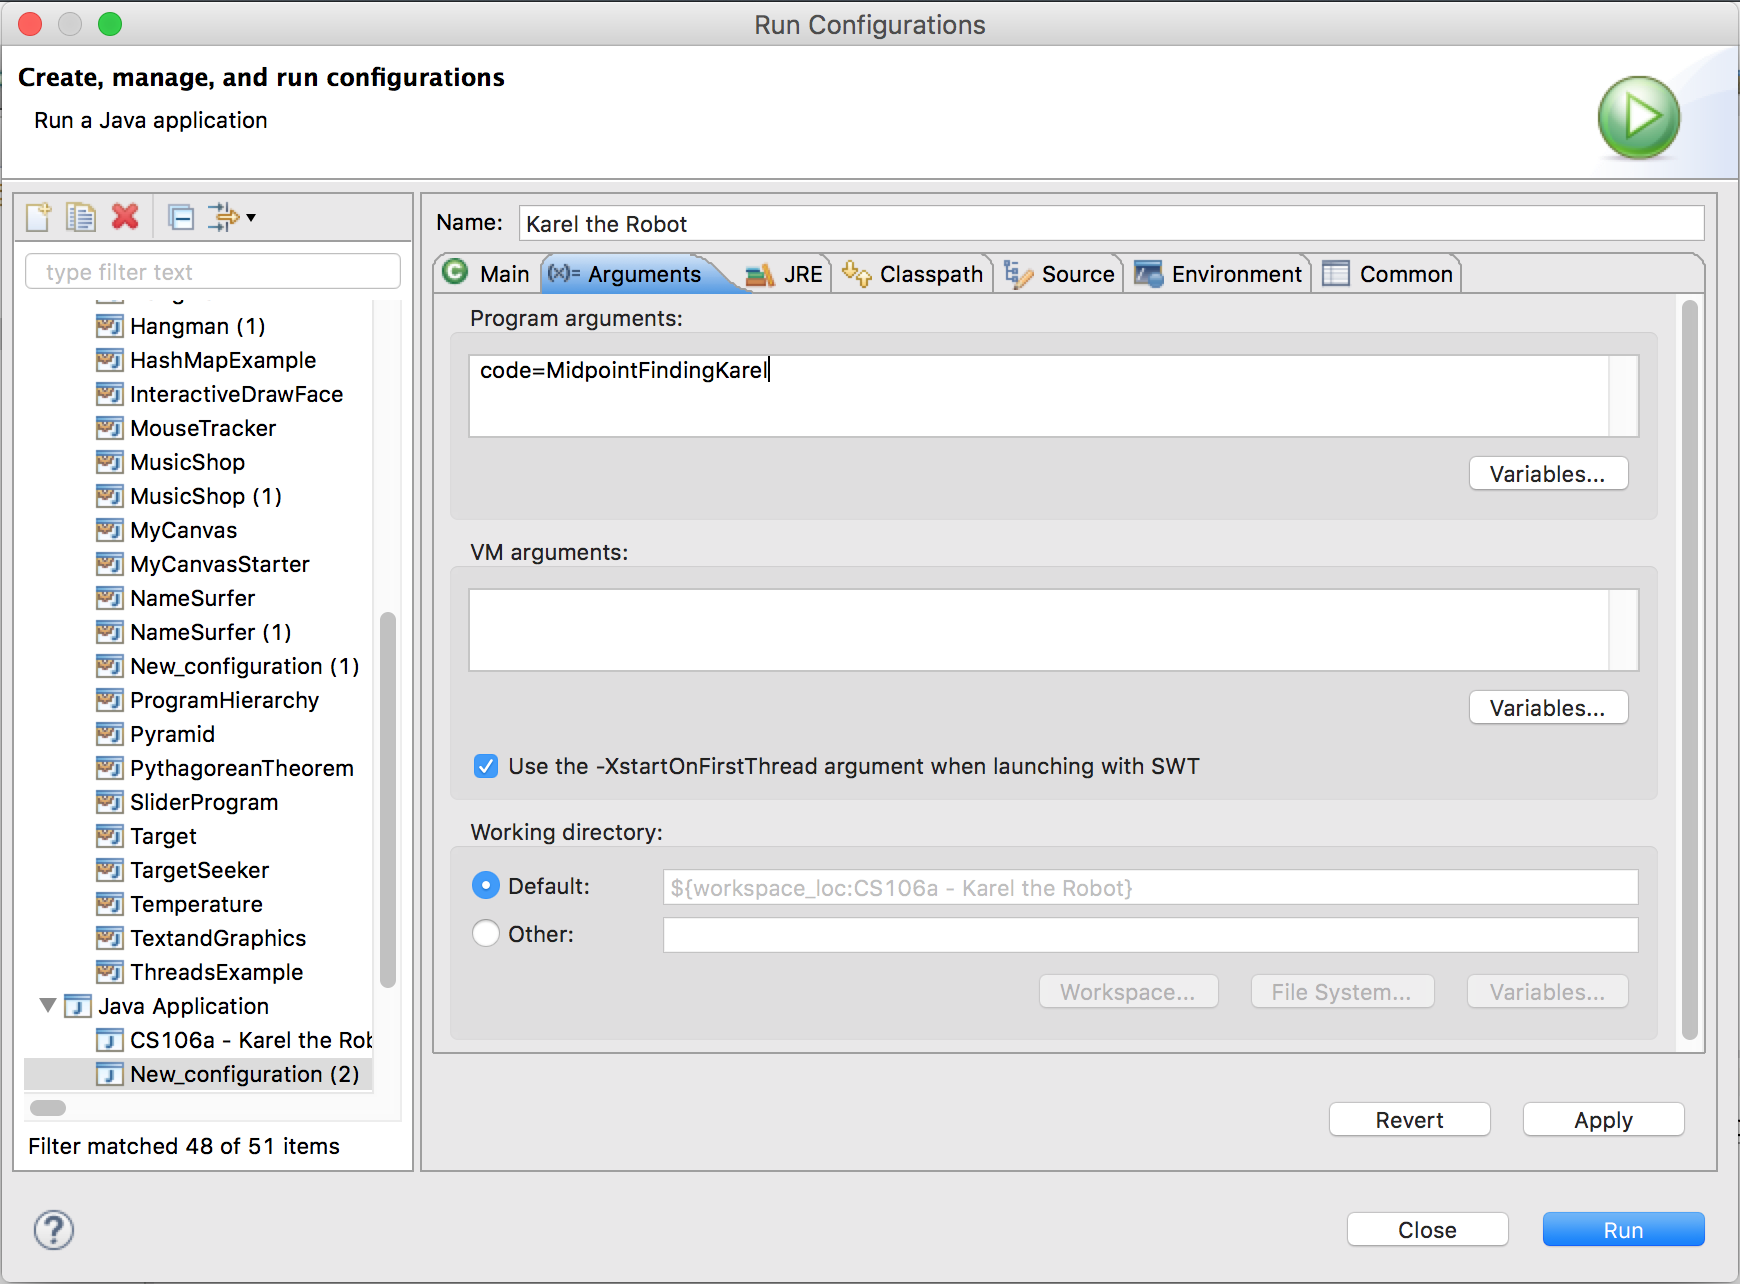 Run Configurations
Create, manage, and run configurations
Run a Java application
type filter text
Hangman (1)
HashMapExample
InteractiveDrawFace
MouseTracker
MusicShop
MusicShop (1)
MyCanvas
MyCanvasStarter
NameSurfer
NameSurfer (1)
New_configuration (1)
ProgramHierarchy
Pyramid
PythagoreanTheorem
SliderProgram
Target
TargetSeeker
Temperature
TextandGraphics
ThreadsExample
Java Application
CS106a - Karel the Rob
New_configuration (2)
Filter matched 48 of 51 items
Name: Karel the Robot
Main (x)= Arguments JRE Classpath Source Environment Common
Program arguments:
code=MidpointFindingKarel
Variables...
VM arguments:
Variables...
Use the -XstartOnFirstThread argument when launching with SWT
Working directory:
Default: ${workspace_loc:CS106a - Karel the Robot}
Other:
Workspace... File System... Variables...
Revert Apply
Close Run